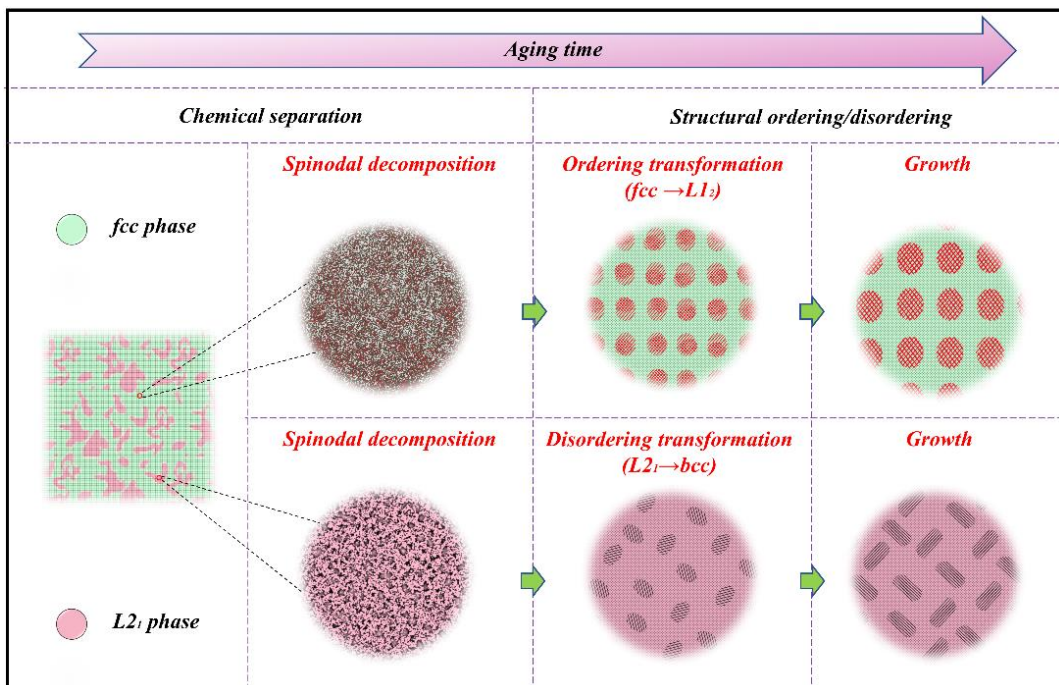 Aging time
Chemical separation
Structural ordering/disordering
Spinodal decomposition
Ordering transformation
(fcc →L1₂)
Growth
fcc phase
Spinodal decomposition
Disordering transformation
(L2₁→bcc)
Growth
L2₁ phase